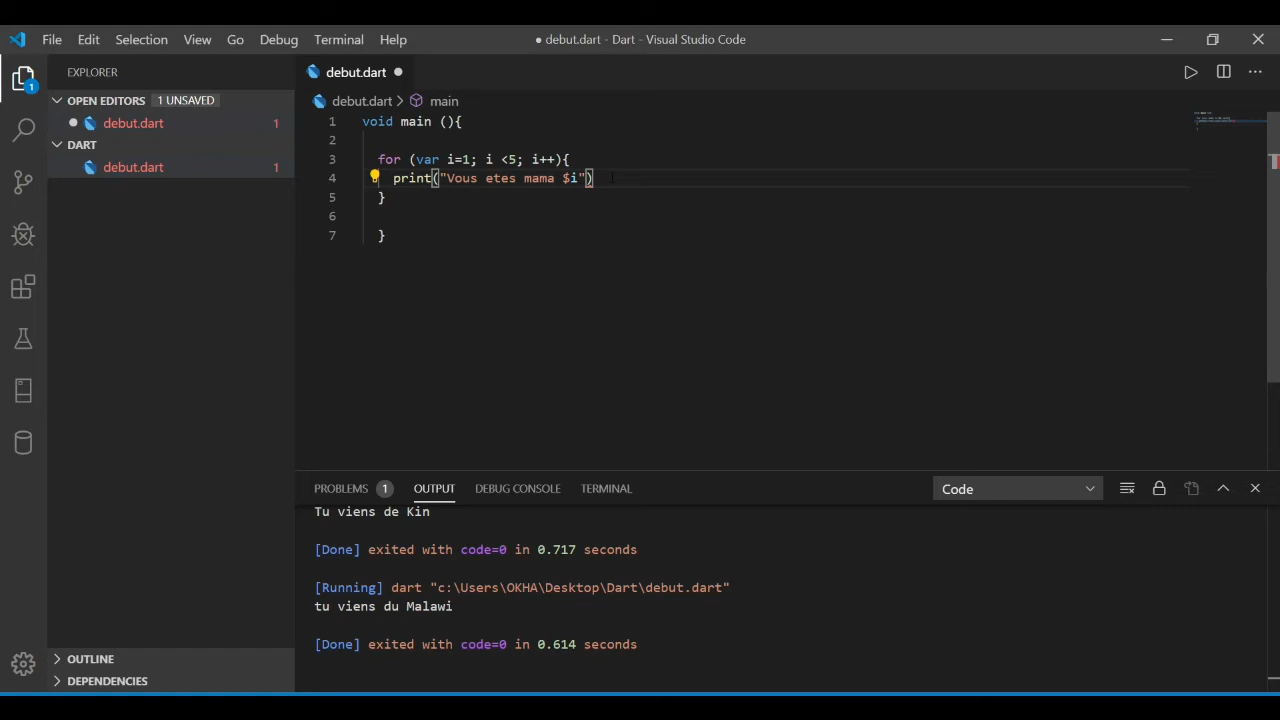 File Edit Selection View Go Debug Terminal Help ● debut.dart - Dart - Visual Studio Code
EXPLORER
debut.dart
OPEN EDITORS 1 UNSAVED
debut.dart 1
DART
debut.dart 1
debut.dart > main
1 void main (){
2
3 for (var i=1; i <5; i++){
4 print("Vous etes mama $i")
5 }
6
7 }
1
PROBLEMS 1 OUTPUT DEBUG CONSOLE TERMINAL Code
Tu viens de Kin
[Done] exited with code=0 in 0.717 seconds
[Running] dart "c:\Users\OKHA\Desktop\Dart\debut.dart"
tu viens du Malawi
[Done] exited with code=0 in 0.614 seconds
OUTLINE
DEPENDENCIES